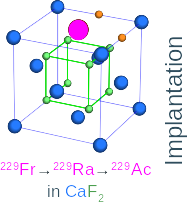 Implantation
²²⁹Fr→²²⁹Ra→²²⁹Ac
in CaF₂